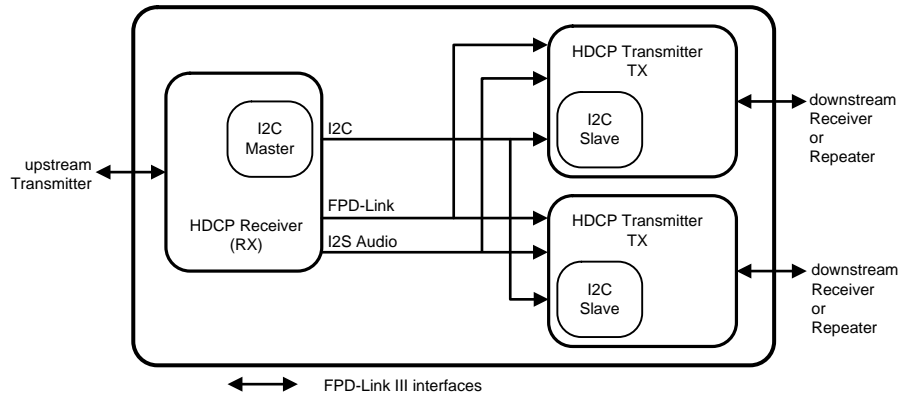 upstream
Transmitter
I2C
Master
HDCP Receiver
(RX)
I2C
FPD-Link
I2S Audio
HDCP Transmitter
TX
I2C
Slave
downstream
Receiver
or
Repeater
HDCP Transmitter
TX
I2C
Slave
downstream
Receiver
or
Repeater
FPD-Link III interfaces